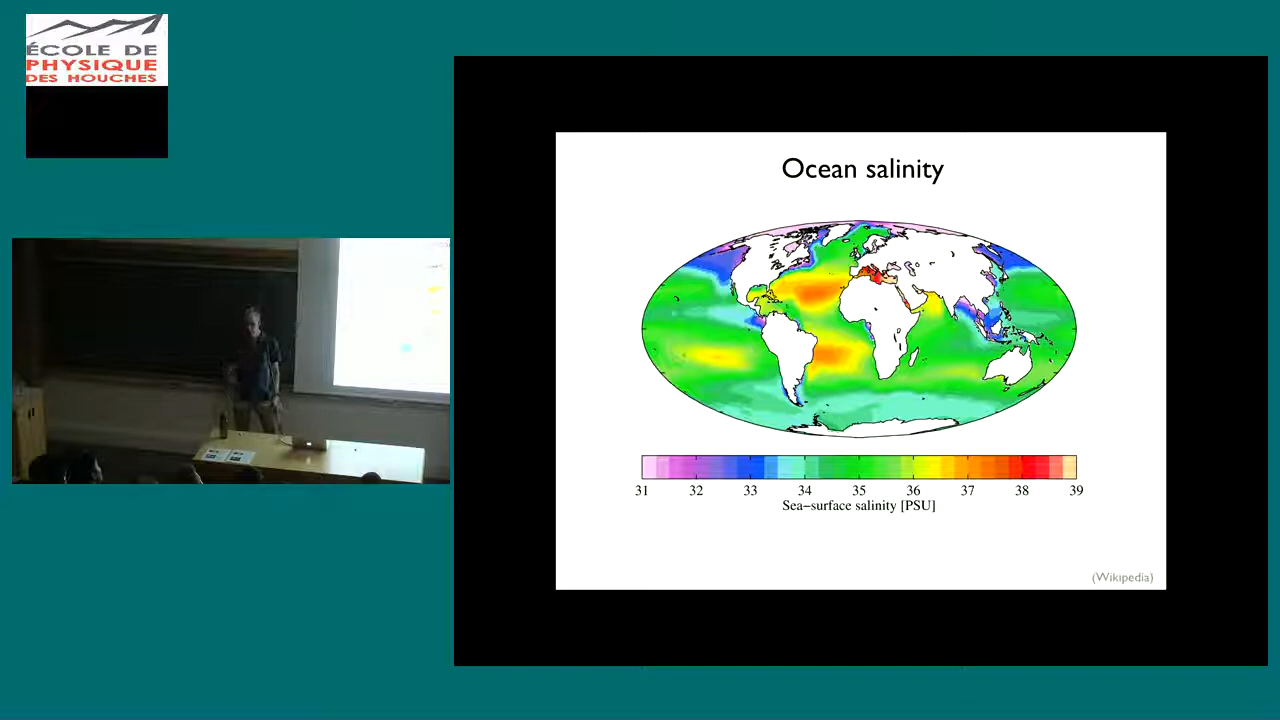 ÉCOLE DE
PHYSIQUE
DES HOUCHES
Ocean salinity
31 32 33 34 35 36 37 38 39
Sea-surface salinity [PSU]
(Wikipedia)